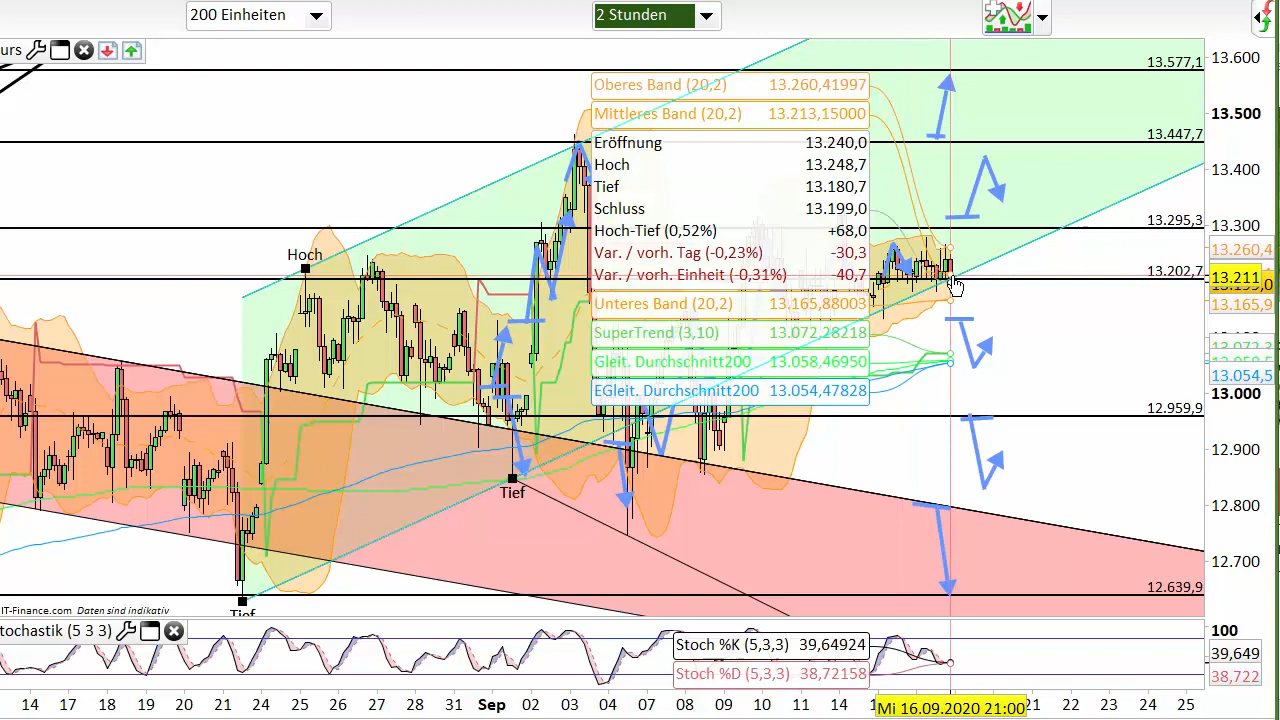 200 Einheiten
2 Stunden
urs
13.600
13.577,1
13.500
13.447,7
13.400
13.300
13.295,3
13.260,4
13.202,7
13.211
13.165,9
13.054,5
13.000
12.959,9
12.900
12.800
12.700
12.639,9
Oberes Band (20,2) 13.260,41997
Mittleres Band (20,2) 13.213,15000
Eröffnung 13.240,0
Hoch 13.248,7
Tief 13.180,7
Schluss 13.199,0
Hoch-Tief (0,52%) +68,0
Var. / vorh. Tag (-0,23%) -30,3
Var. / vorh. Einheit (-0,31%) -40,7
Unteres Band (20,2) 13.165,88003
SuperTrend (3,10) 13.072,28218
Gleit. Durchschnitt200 13.058,46950
EGleit. Durchschnitt200 13.054,47828
Hoch
Tief
Tief
IT-Finance.com Daten sind indikativ
tochastik (5 3 3)
Stoch %K (5,3,3) 39,64924
Stoch %D (5,3,3) 38,72158
100
39,649
38,722
14 17 18 19 20 21 24 25 26 27 28 31 Sep 02 03 04 07 08 09 10 11 14 Mi 16.09.2020 21:00 21 22 23 24 25